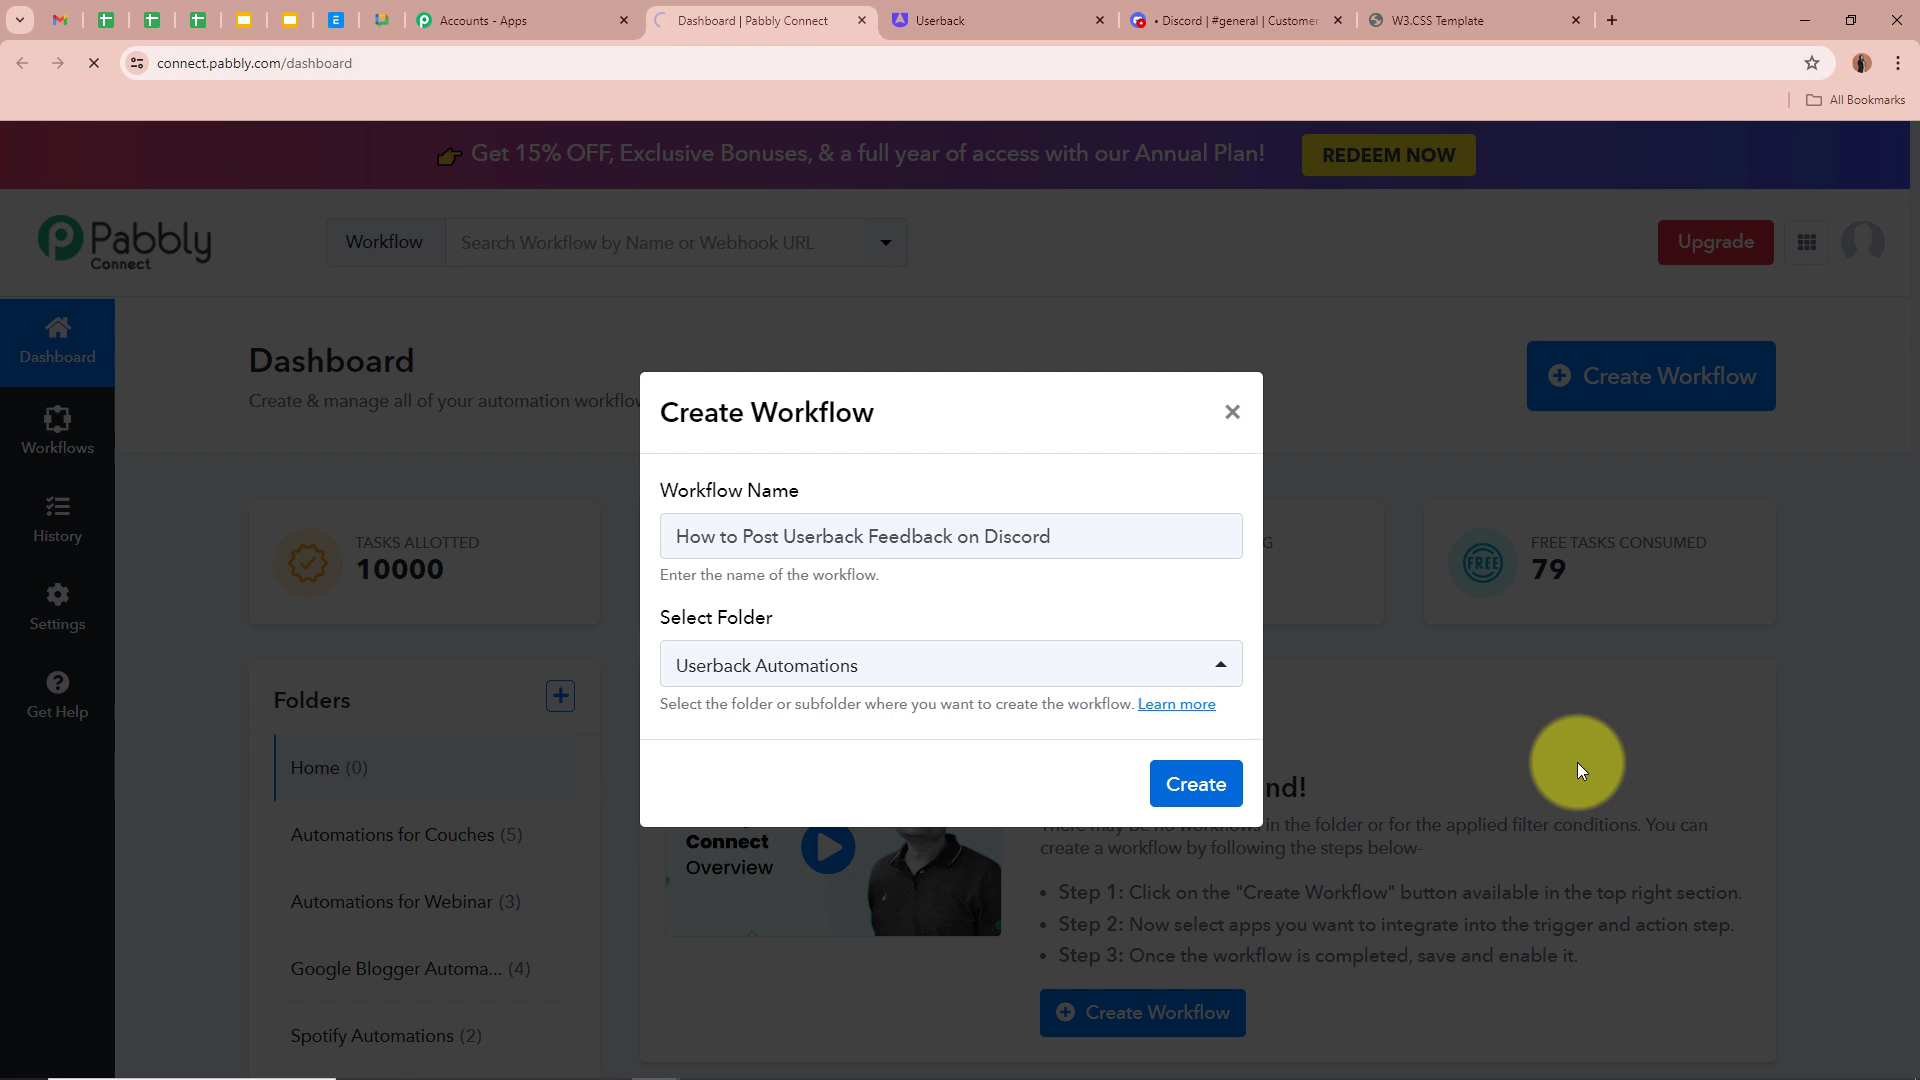 Accounts - Apps
Dashboard | Pabbly Connect
Userback
• Discord | #general | Customer
W3.CSS Template
connect.pabbly.com/dashboard
All Bookmarks
Get 15% OFF, Exclusive Bonuses, & a full year of access with our Annual Plan!
REDEEM NOW
Pabbly
Connect
Workflow
Search Workflow by Name or Webhook URL
Upgrade
Dashboard
Workflows
History
Settings
Get Help
Dashboard
Create & manage all of your automation workflow
Create Workflow
TASKS ALLOTTED
10000
G
FREE
FREE TASKS CONSUMED
79
Folders
Home (0)
Automations for Couches (5)
Automations for Webinar (3)
Google Blogger Automa... (4)
Spotify Automations (2)
Create Workflow
Workflow Name
How to Post Userback Feedback on Discord
Enter the name of the workflow.
Select Folder
Userback Automations
Select the folder or subfolder where you want to create the workflow. Learn more
Create
Connect
Overview
nd!
There may be no workflows in the folder or for the applied filter conditions. You can
create a workflow by following the steps below-
• Step 1: Click on the "Create Workflow" button available in the top right section.
• Step 2: Now select apps you want to integrate into the trigger and action step.
• Step 3: Once the workflow is completed, save and enable it.
Create Workflow